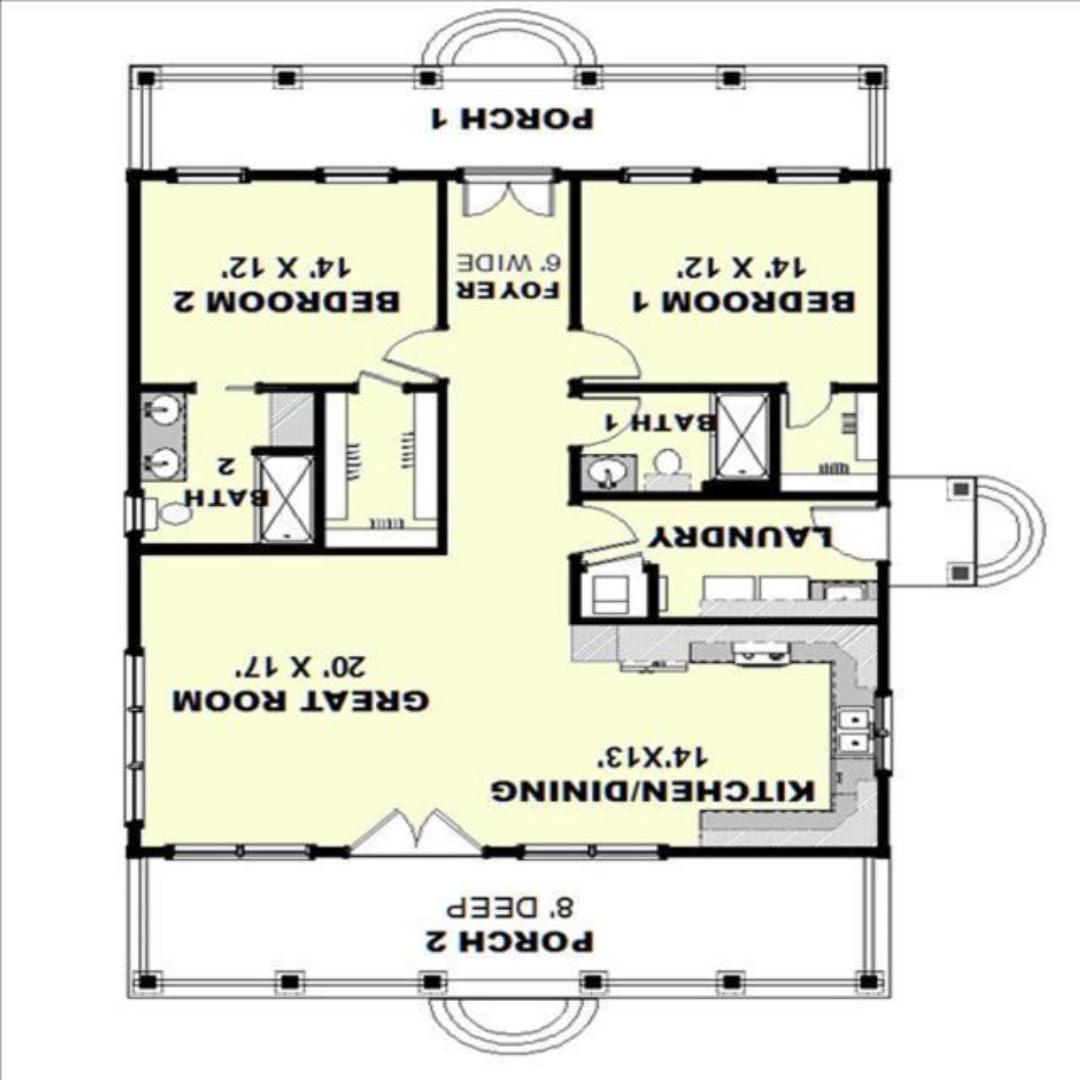 PORCH 2
8' DEEP
KITCHEN/DINING
14'X13'
GREAT ROOM
20' X 17'
LAUNDRY
BATH
2
BATH 1
BEDROOM 1
14' X 12'
FOYER
6' WIDE
BEDROOM 2
14' X 12'
PORCH 1